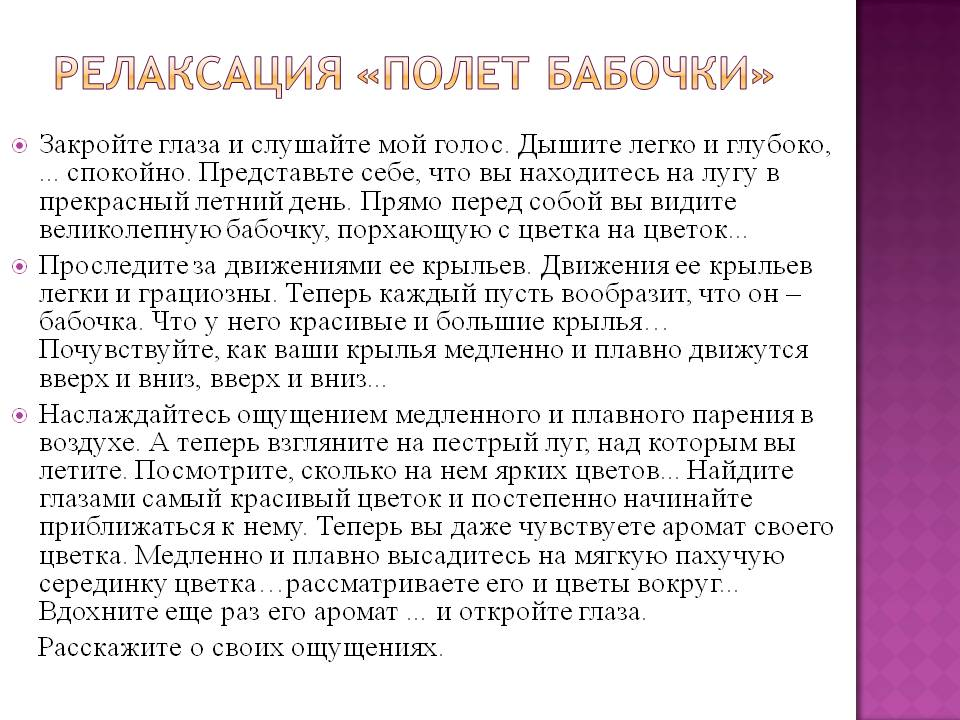 РЕЛАКСАЦИЯ «ПОЛЕТ БАБОЧКИ»
Закройте глаза и слушайте мой голос. Дышите легко и глубоко,
... спокойно. Представьте себе, что вы находитесь на лугу в
прекрасный летний день. Прямо перед собой вы видите
великолепную бабочку, порхающую с цветка на цветок...
Проследите за движениями ее крыльев. Движения ее крыльев
легки и грациозны. Теперь каждый пусть вообразит, что он –
бабочка. Что у него красивые и большие крылья…
Почувствуйте, как ваши крылья медленно и плавно движутся
вверх и вниз, вверх и вниз...
Наслаждайтесь ощущением медленного и плавного парения в
воздухе. А теперь взгляните на пестрый луг, над которым вы
летите. Посмотрите, сколько на нем ярких цветов... Найдите
глазами самый красивый цветок и постепенно начинайте
приближаться к нему. Теперь вы даже чувствуете аромат своего
цветка. Медленно и плавно высадитесь на мягкую пахучую
серединку цветка…рассматриваете его и цветы вокруг...
Вдохните еще раз его аромат ... и откройте глаза.
Расскажите о своих ощущениях.